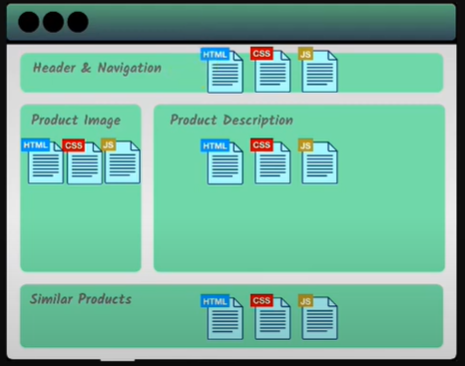 HTML CSS JS
Header & Navigation
Product Image
Product Description
HTML CSS JS
HTML CSS JS
Similar Products
HTML CSS JS